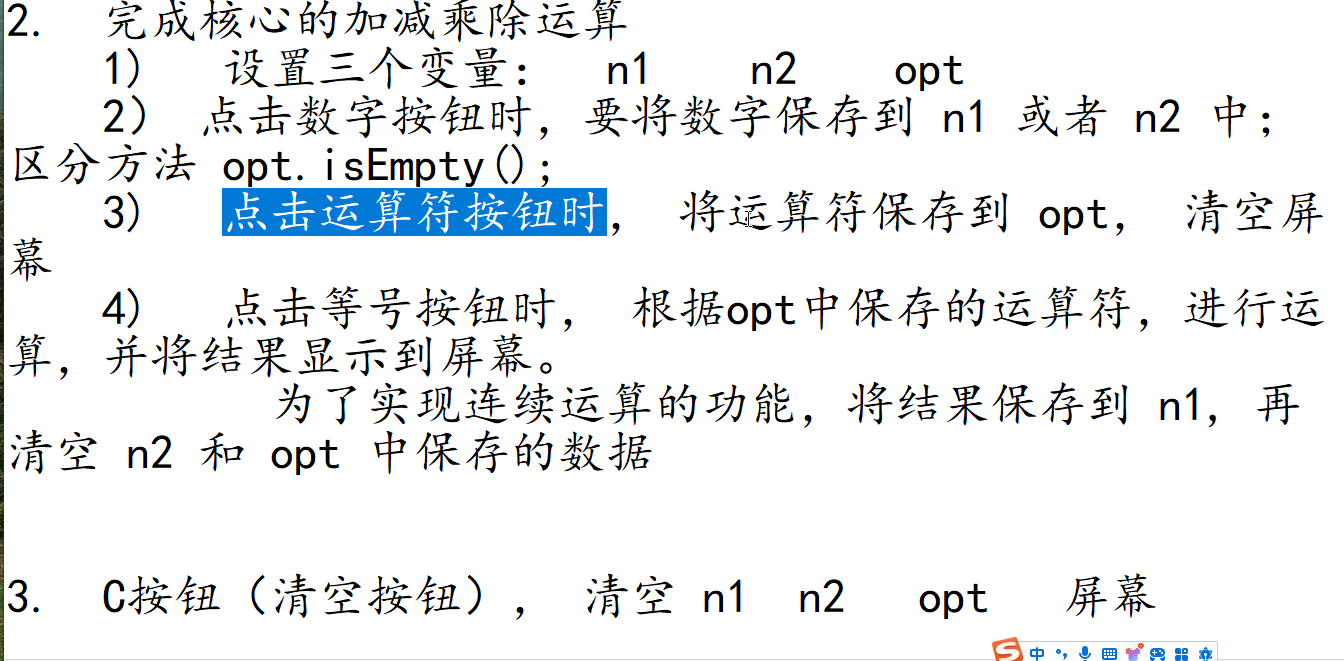 2. 完成核心的加减乘除运算
1) 设置三个变量： n1 n2 opt
2) 点击数字按钮时，要将数字保存到 n1 或者 n2 中；
区分方法 opt.isEmpty();
3) 点击运算符按钮时， 将运算符保存到 opt， 清空屏
幕
4) 点击等号按钮时， 根据opt中保存的运算符，进行运
算，并将结果显示到屏幕。
为了实现连续运算的功能，将结果保存到 n1，再
清空 n2 和 opt 中保存的数据
3. C按钮（清空按钮）， 清空 n1 n2 opt 屏幕
S 中